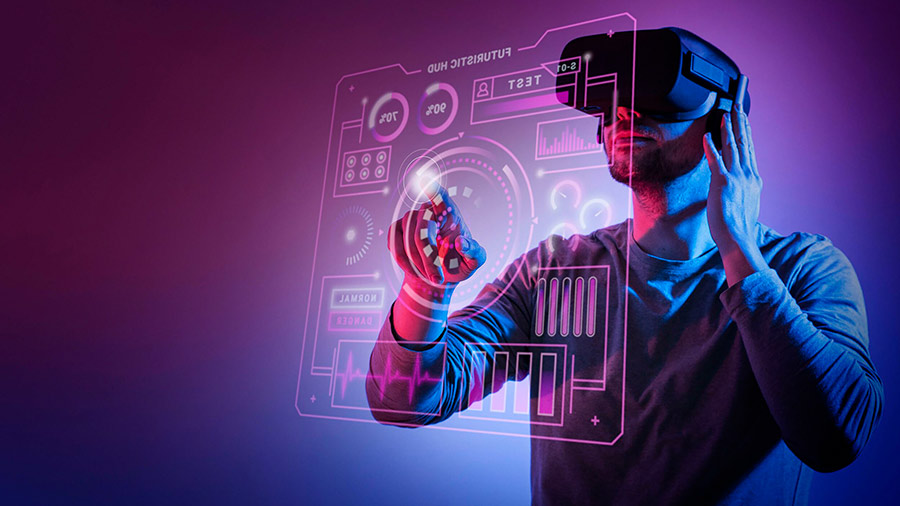 FUTURISTIC HUD
S-01
TEST
90%
70%
NORMAL
DANGER